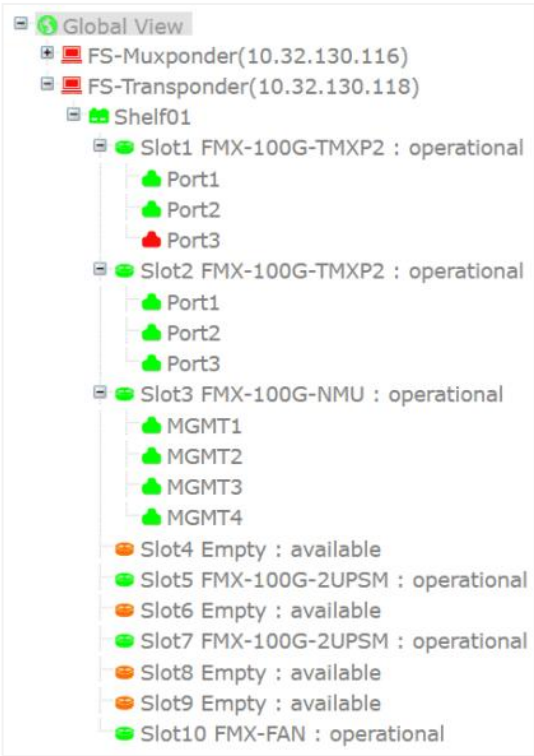 Global View
FS-Muxponder(10.32.130.116)
FS-Transponder(10.32.130.118)
Shelf01
Slot1 FMX-100G-TMXP2 : operational
Port1
Port2
Port3
Slot2 FMX-100G-TMXP2 : operational
Port1
Port2
Port3
Slot3 FMX-100G-NMU : operational
MGMT1
MGMT2
MGMT3
MGMT4
Slot4 Empty : available
Slot5 FMX-100G-2UPSM : operational
Slot6 Empty : available
Slot7 FMX-100G-2UPSM : operational
Slot8 Empty : available
Slot9 Empty : available
Slot10 FMX-FAN : operational